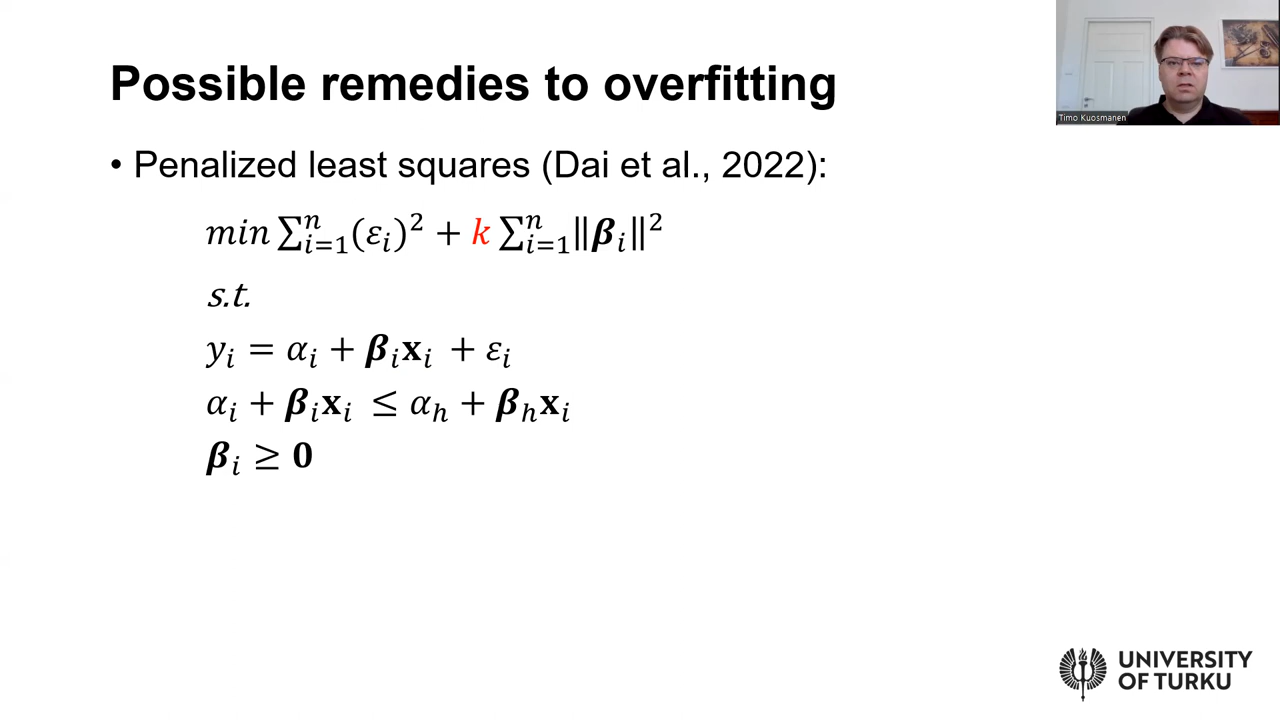 Possible remedies to overfitting
Timo Kuosmanen
• Penalized least squares (Dai et al., 2022):
min ∑ⁿᵢ₌₁(εᵢ)² + k ∑ⁿᵢ₌₁‖𝜷ᵢ‖²
s.t.
yᵢ = αᵢ + 𝜷ᵢ𝐱ᵢ + εᵢ
αᵢ + 𝜷ᵢ𝐱ᵢ ≤ αₕ + 𝜷ₕ𝐱ᵢ
𝜷ᵢ ≥ 𝟎
UNIVERSITY
OF TURKU